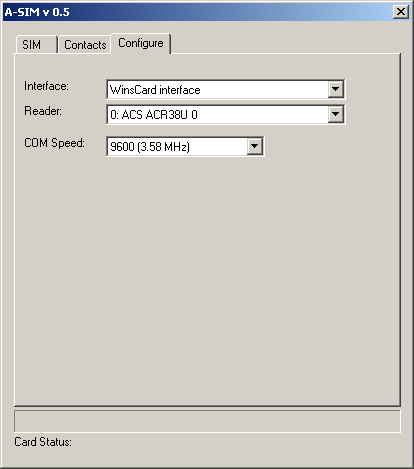 A-SIM v 0.5
SIM Contacts Configure
Interface: WinsCard interface
Reader: 0: ACS ACR38U 0
COM Speed: 9600 (3.58 MHz)
Card Status: